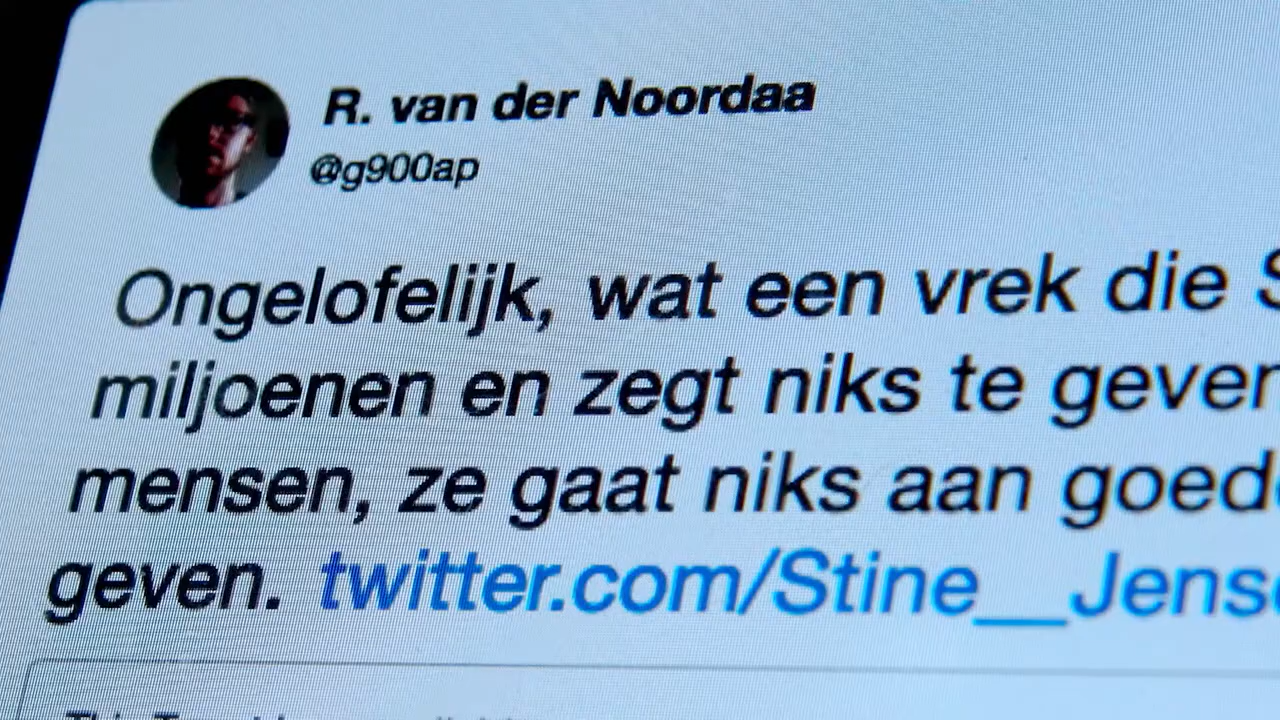 R. van der Noordaa
@g900ap
Ongelofelijk, wat een vrek die
miljoenen en zegt niks te geven
mensen, ze gaat niks aan
geven. twitter.com/Stine__Jens